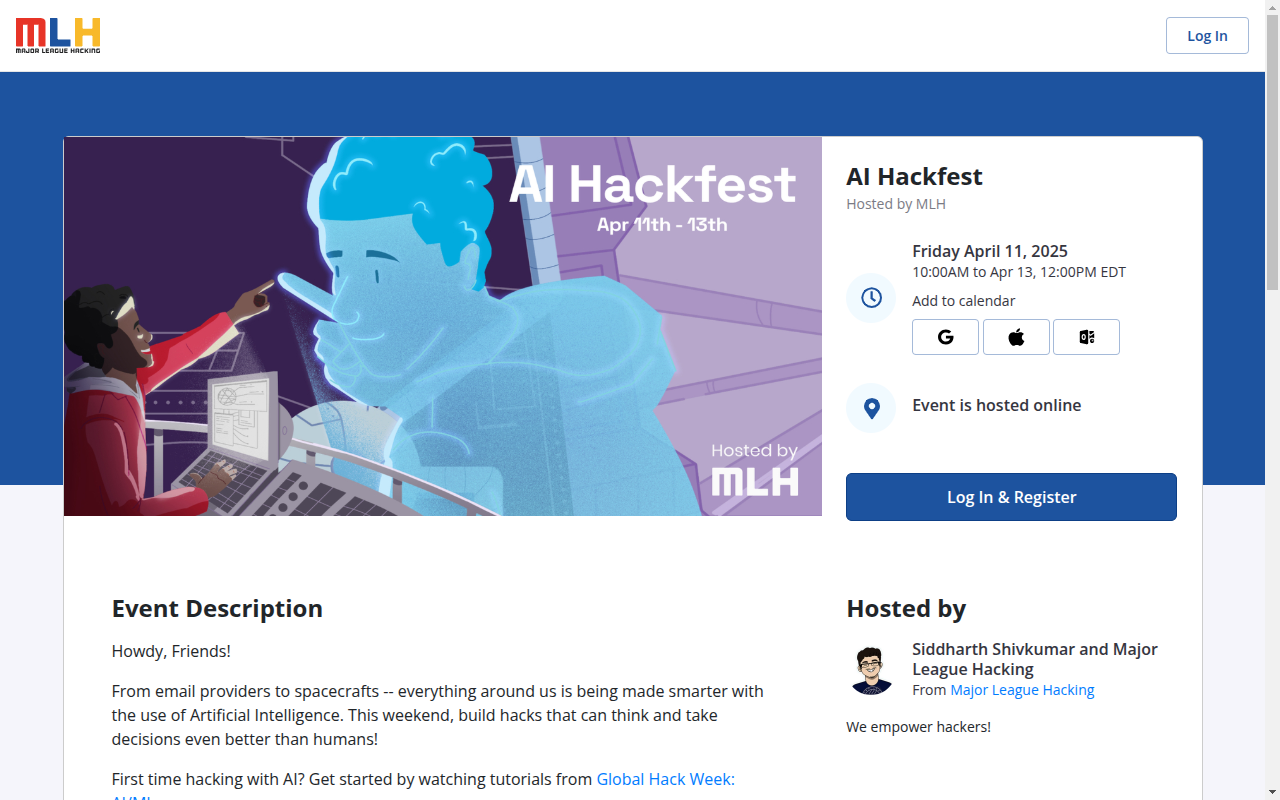 MLH
MAJOR LEAGUE HACKING
Log In
AI Hackfest
Apr 11th - 13th
Hosted by
MLH
AI Hackfest
Hosted by MLH
Friday April 11, 2025
10:00AM to Apr 13, 12:00PM EDT
Add to calendar
Event is hosted online
Log In & Register
Event Description
Howdy, Friends!
From email providers to spacecrafts -- everything around us is being made smarter with
the use of Artificial Intelligence. This weekend, build hacks that can think and take
decisions even better than humans!
First time hacking with AI? Get started by watching tutorials from Global Hack Week:
AI/ML
Hosted by
Siddharth Shivkumar and Major
League Hacking
From Major League Hacking
We empower hackers!